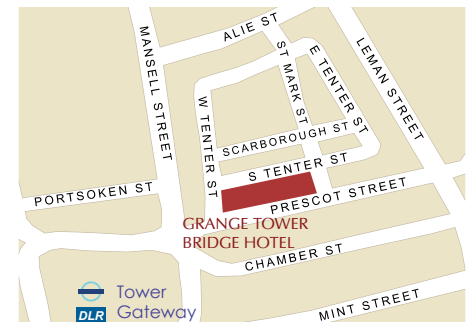 ALIE ST
MANSELL STREET
ST MARK ST
E TENTER ST
LEMAN STREET
W TENTER ST
SCARBOROUGH ST
S TENTER ST
PORTSOKEN ST
PRESCOT STREET
GRANGE TOWER
BRIDGE HOTEL
CHAMBER ST
Tower
DLR Gateway
MINT STREET